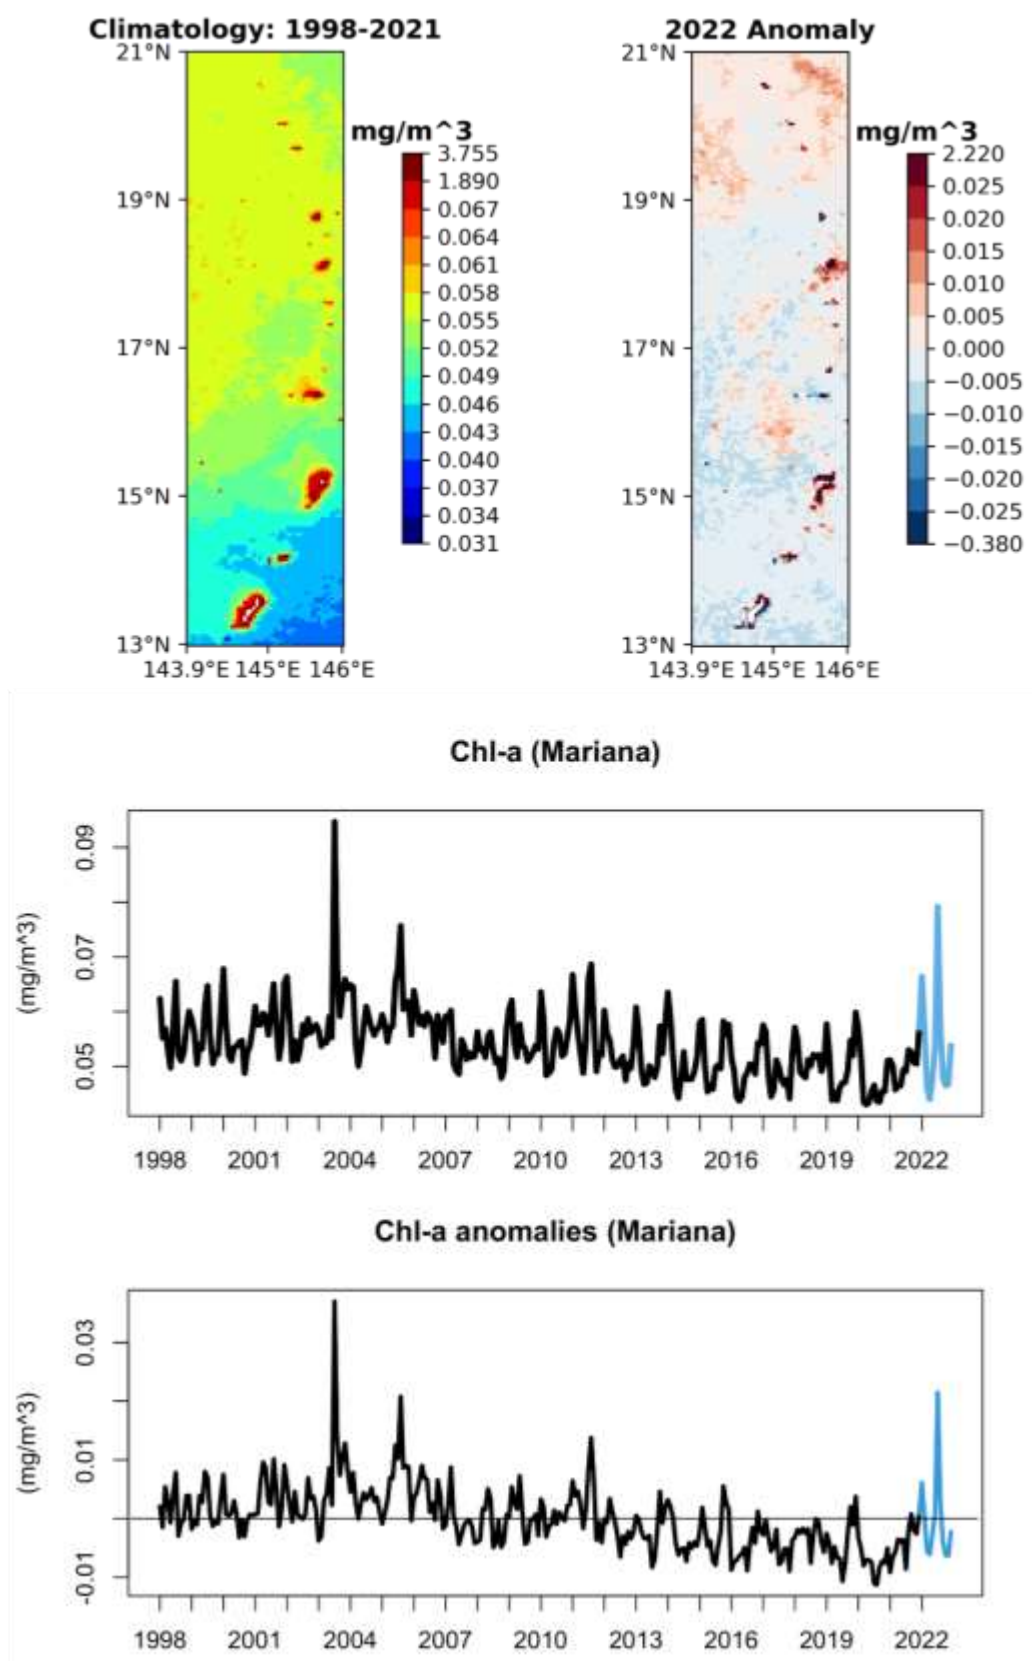 Climatology: 1998-2021
21°N
19°N
17°N
15°N
13°N
143.9°E 145°E 146°E
mg/m^3
3.755
1.890
0.067
0.064
0.061
0.058
0.055
0.052
0.049
0.046
0.043
0.040
0.037
0.034
0.031
2022 Anomaly
21°N
19°N
17°N
15°N
13°N
143.9°E 145°E 146°E
mg/m^3
2.220
0.025
0.020
0.015
0.010
0.005
0.000
−0.005
−0.010
−0.015
−0.020
−0.025
−0.380
Chl-a (Mariana)
(mg/m^3)
0.09
0.07
0.05
1998 2001 2004 2007 2010 2013 2016 2019 2022
Chl-a anomalies (Mariana)
(mg/m^3)
0.03
0.01
-0.01
1998 2001 2004 2007 2010 2013 2016 2019 2022